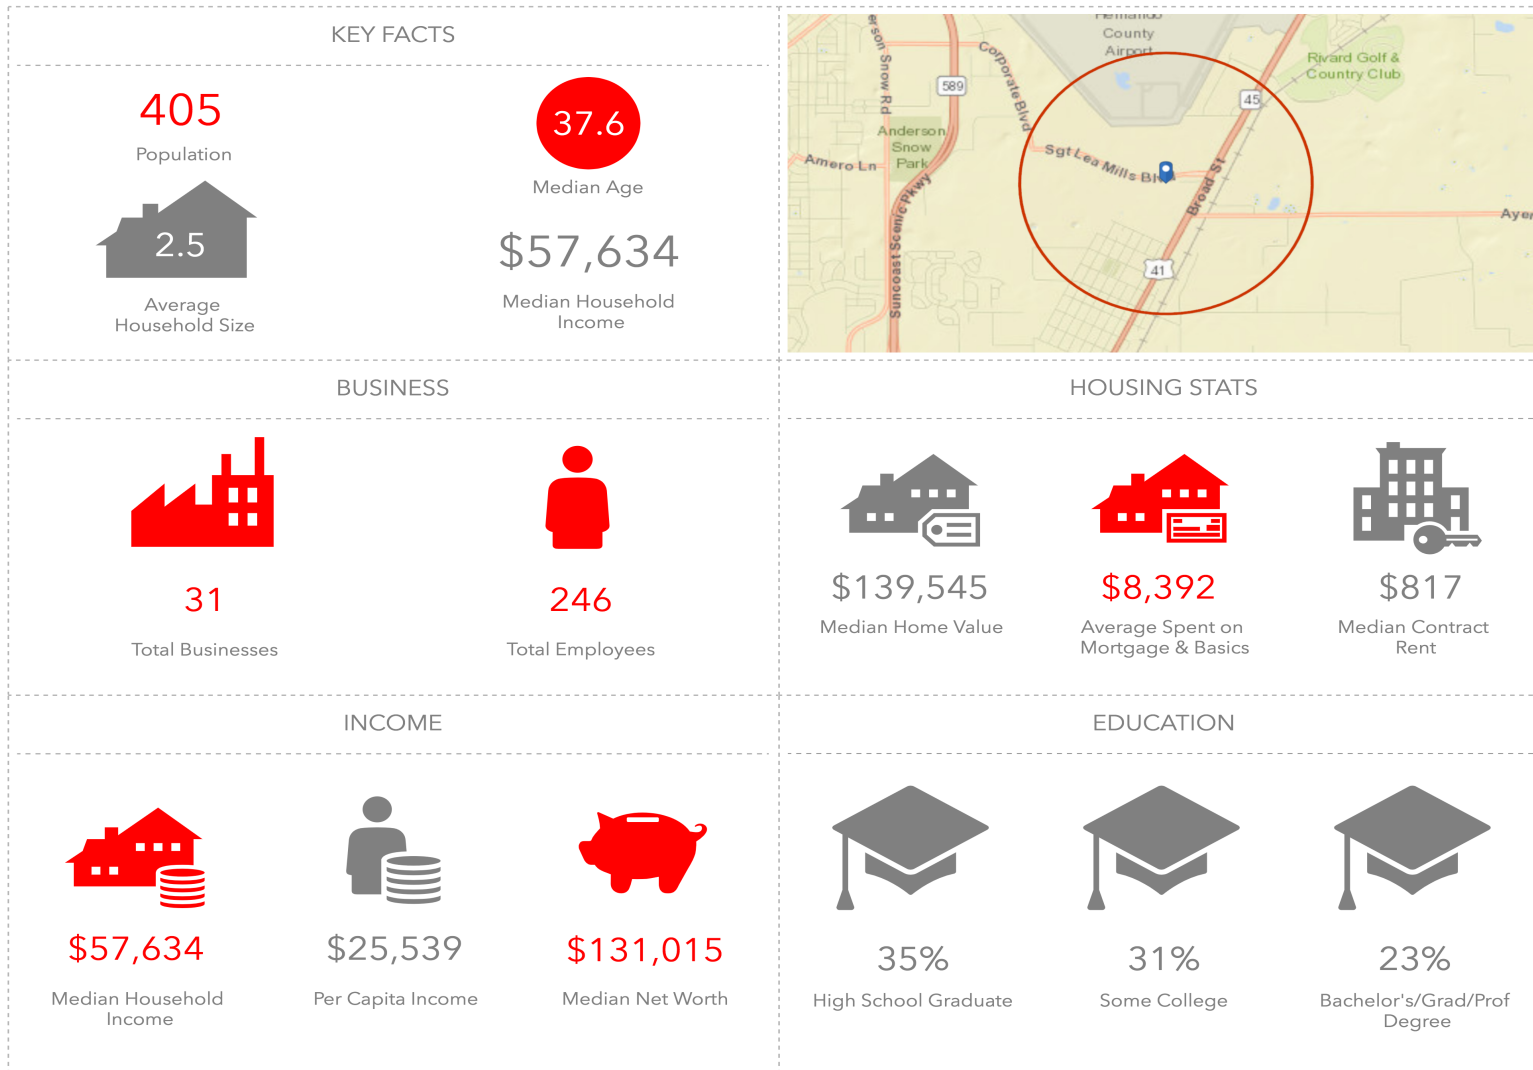 KEY FACTS
405
Population
37.6
Median Age
2.5
Average
Household Size
$57,634
Median Household
Income
Hernando
County
Airport
Rivard Golf &
Country Club
erson Snow Rd
Corporate Blvd
589
45
Anderson
Snow
Park
Amero Ln
Sgt Lea Mills Blvd
Broad St
Suncoast Scenic Pkwy
Ayer
41
BUSINESS
31
Total Businesses
246
Total Employees
HOUSING STATS
$139,545
Median Home Value
$8,392
Average Spent on
Mortgage & Basics
$817
Median Contract
Rent
INCOME
$57,634
Median Household
Income
$25,539
Per Capita Income
$131,015
Median Net Worth
EDUCATION
35%
High School Graduate
31%
Some College
23%
Bachelor's/Grad/Prof
Degree